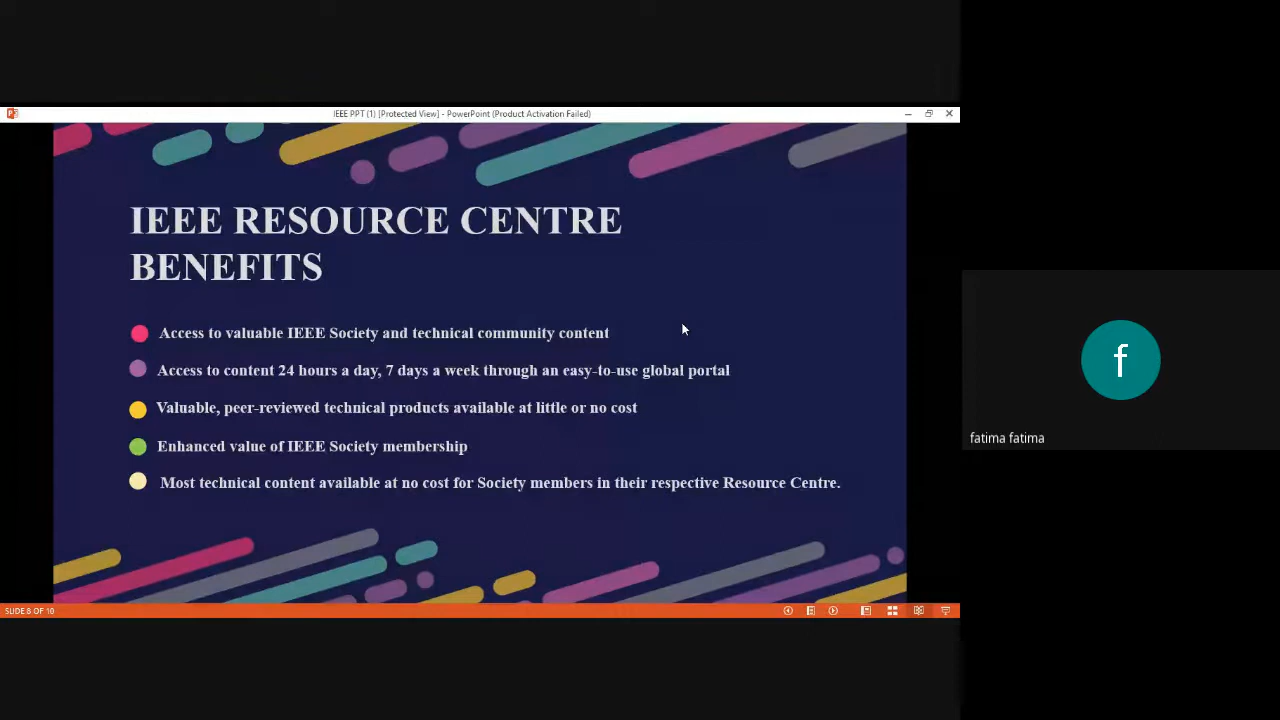 IEEE PPT (1) [Protected View] - PowerPoint (Product Activation Failed)
IEEE RESOURCE CENTRE
BENEFITS
Access to valuable IEEE Society and technical community content
Access to content 24 hours a day, 7 days a week through an easy-to-use global portal
Valuable, peer-reviewed technical products available at little or no cost
Enhanced value of IEEE Society membership
Most technical content available at no cost for Society members in their respective Resource Centre.
SLIDE 8 OF 10
f
fatima fatima